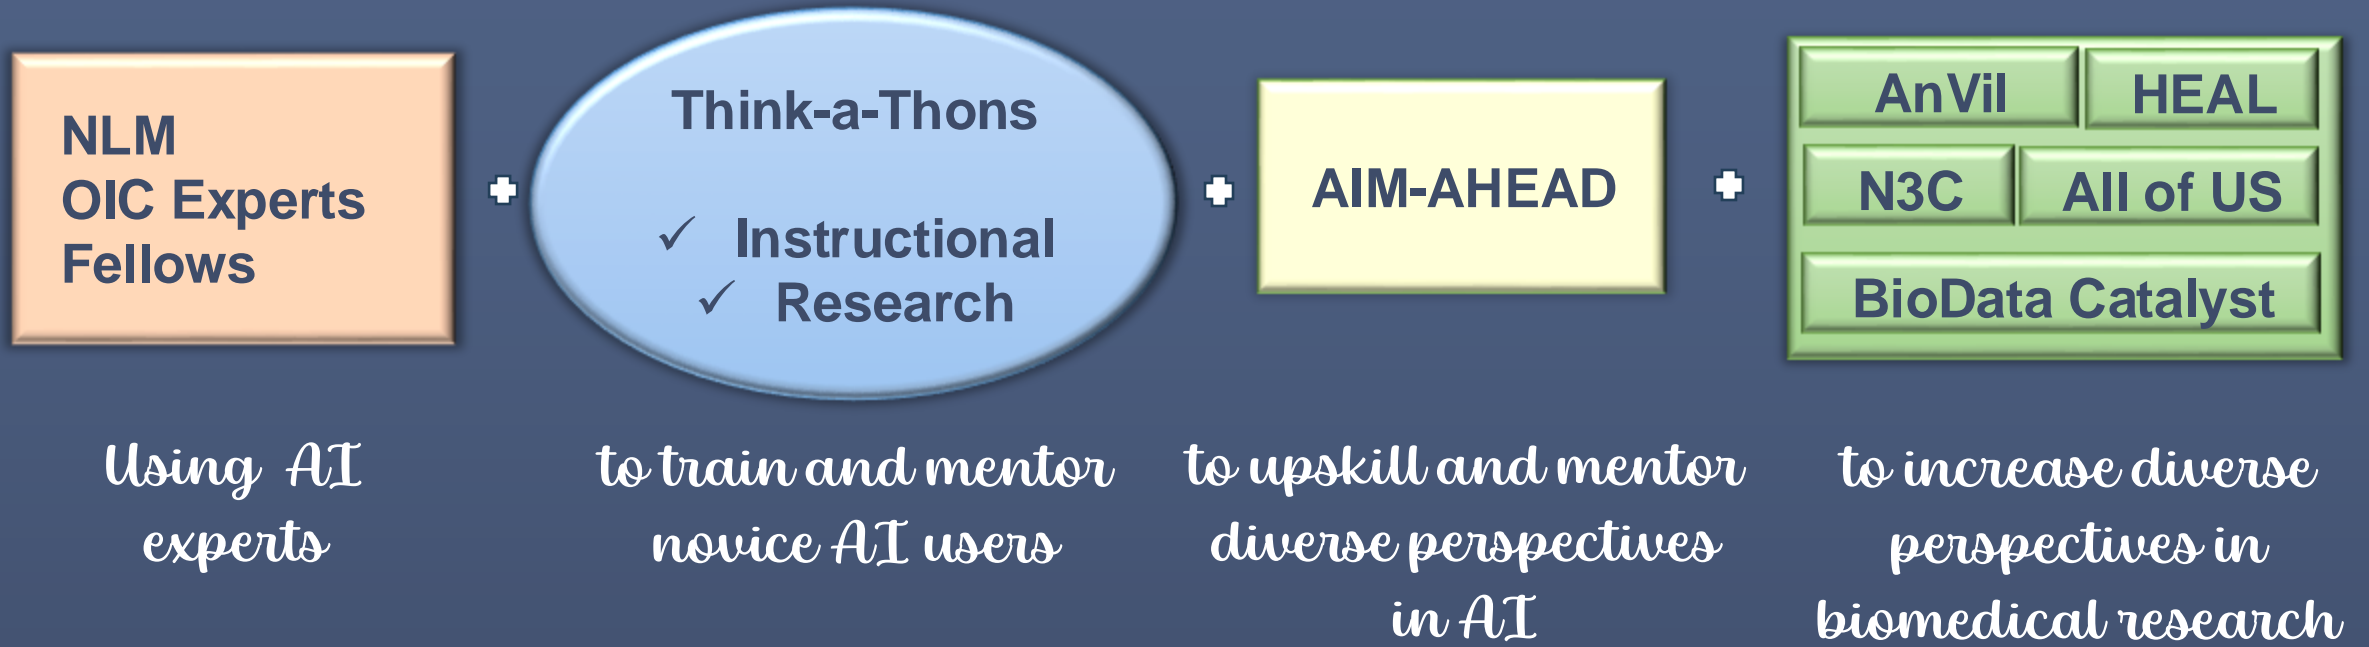 NLM
OIC Experts
Fellows
Think-a-Thons
✓ Instructional
✓ Research
AIM-AHEAD
AnVil
HEAL
N3C
All of US
BioData Catalyst
Using AI
experts
to train and mentor
novice AI users
to upskill and mentor
diverse perspectives
in AI
to increase diverse
perspectives in
biomedical research